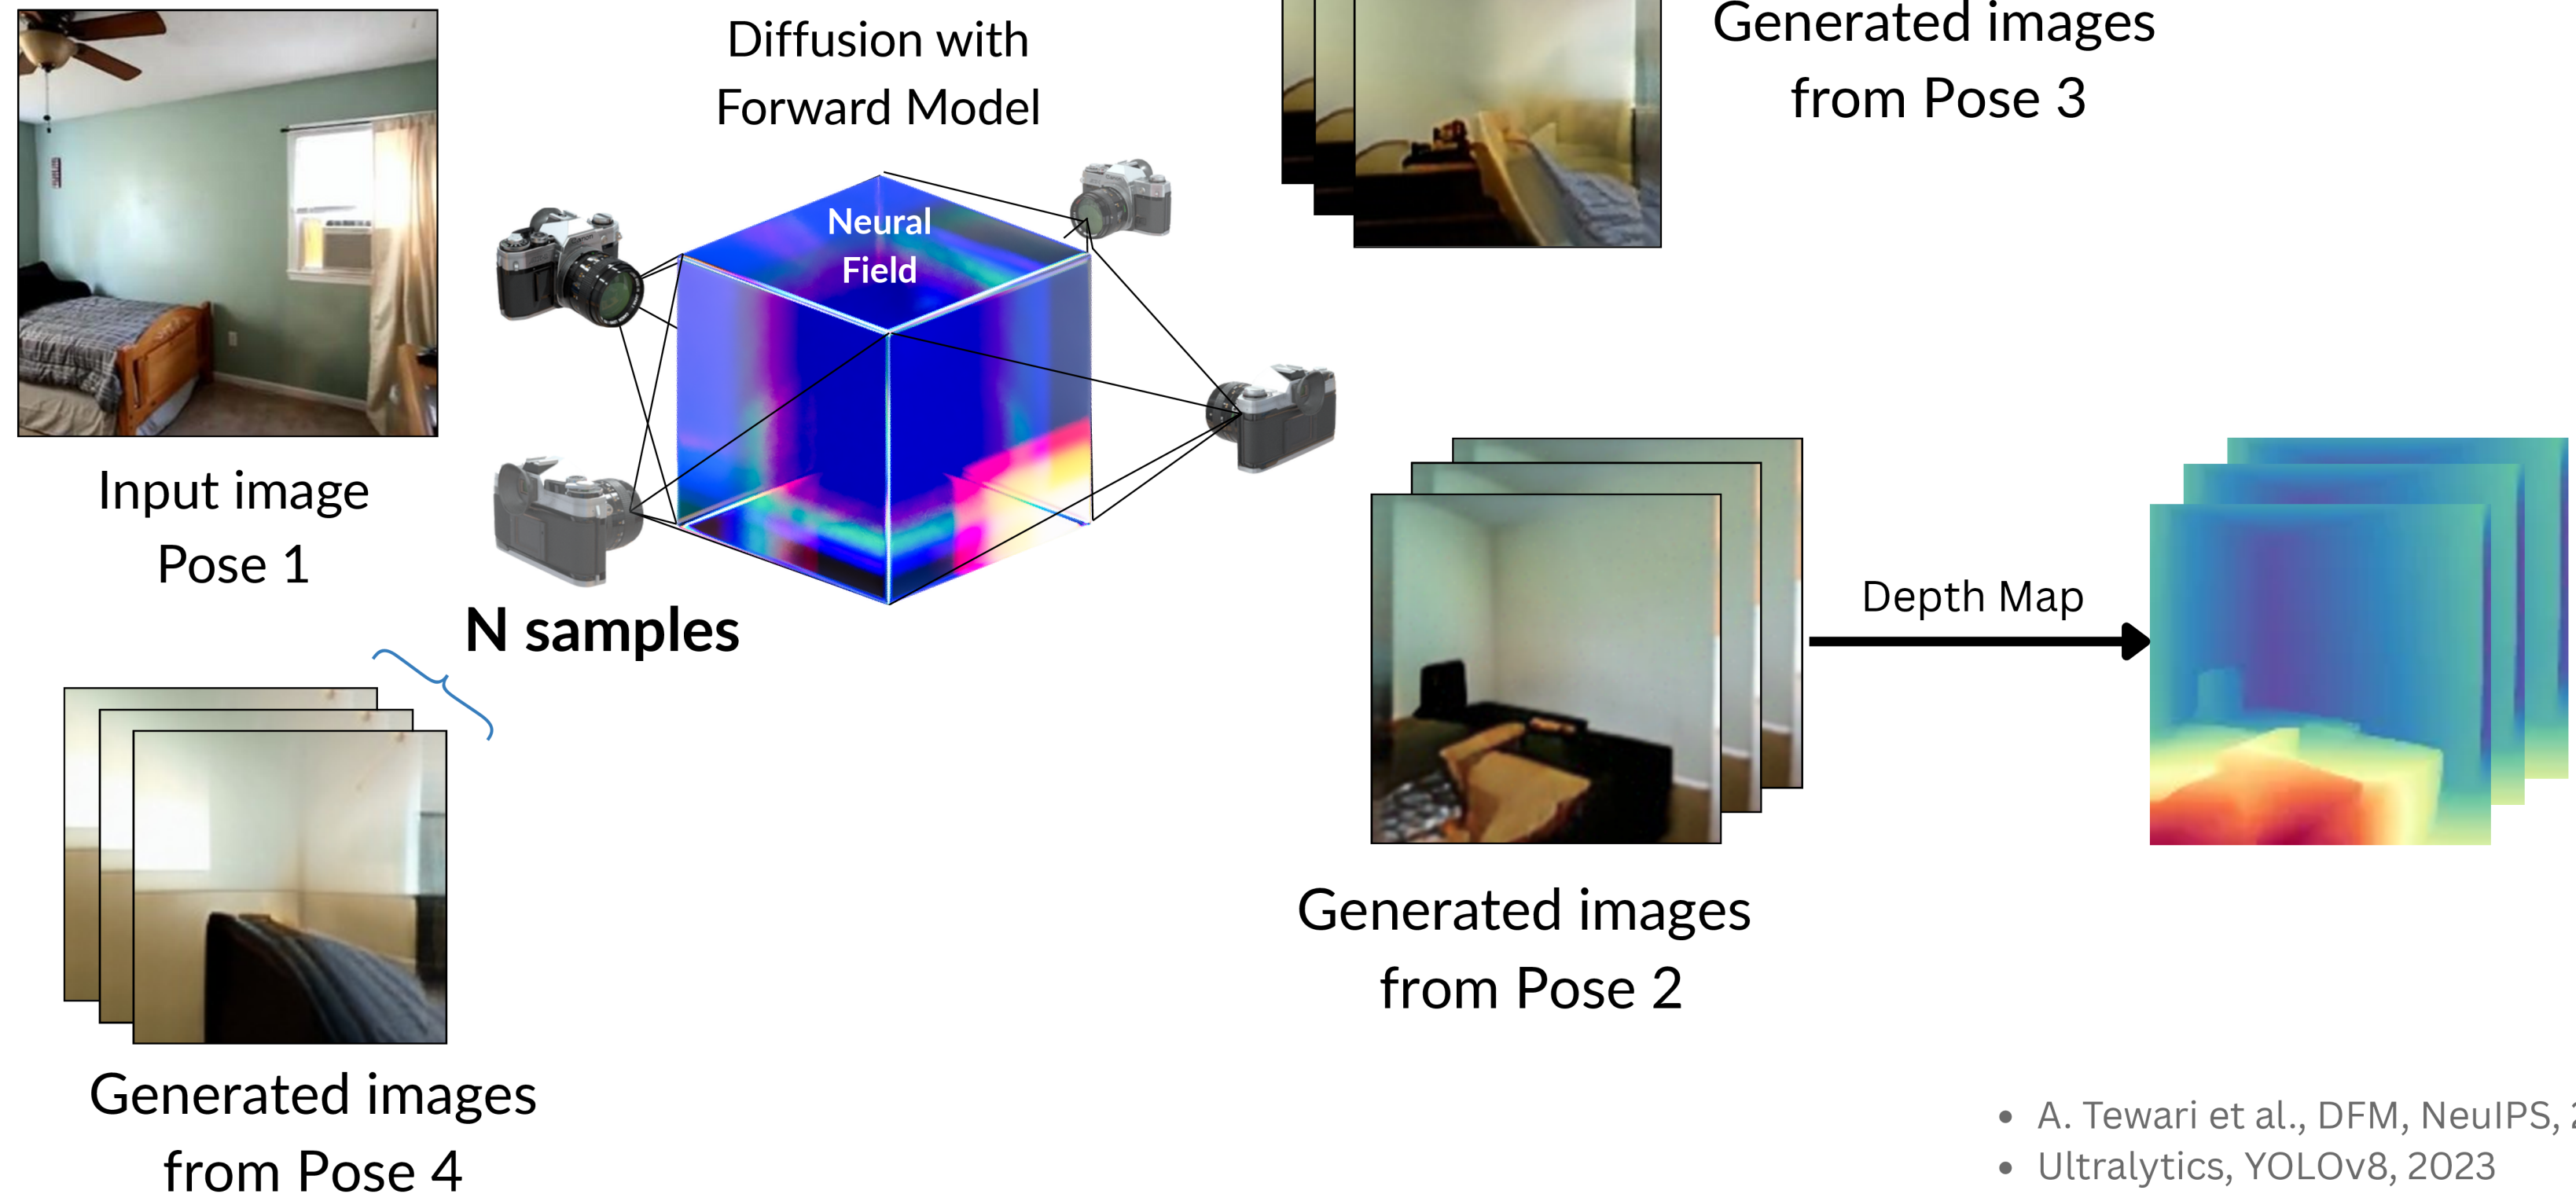 Diffusion with
Forward Model
Generated images
from Pose 3
Neural
Field
Input image
Pose 1
N samples
Depth Map
Generated images
from Pose 2
Generated images
from Pose 4
• A. Tewari et al., DFM, NeuIPS,
• Ultralytics, YOLOv8, 2023